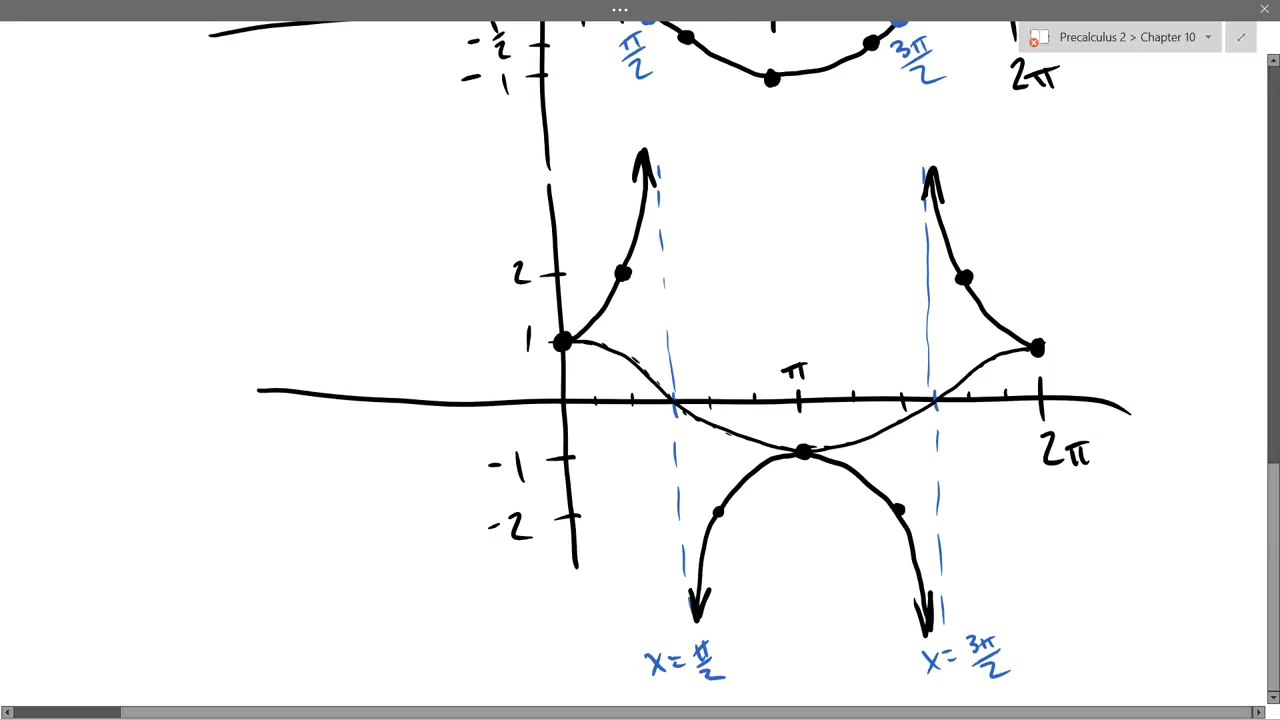 ...
Precalculus 2 > Chapter 10
-1/2
π/2
3π/2
-1
2π
2
1
π
2π
-1
-2
x=π/2
x=3π/2